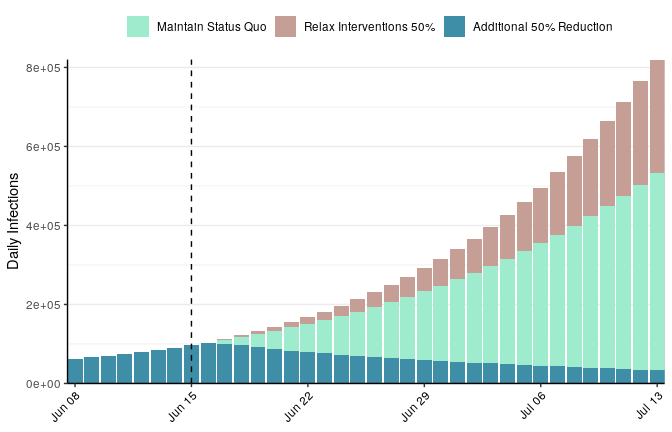 Maintain Status Quo Relax Interventions 50% Additional 50% Reduction
8e+05
6e+05
4e+05
2e+05
0e+00
Daily Infections
Jun 08 Jun 15 Jun 22 Jun 29 Jul 06 Jul 13